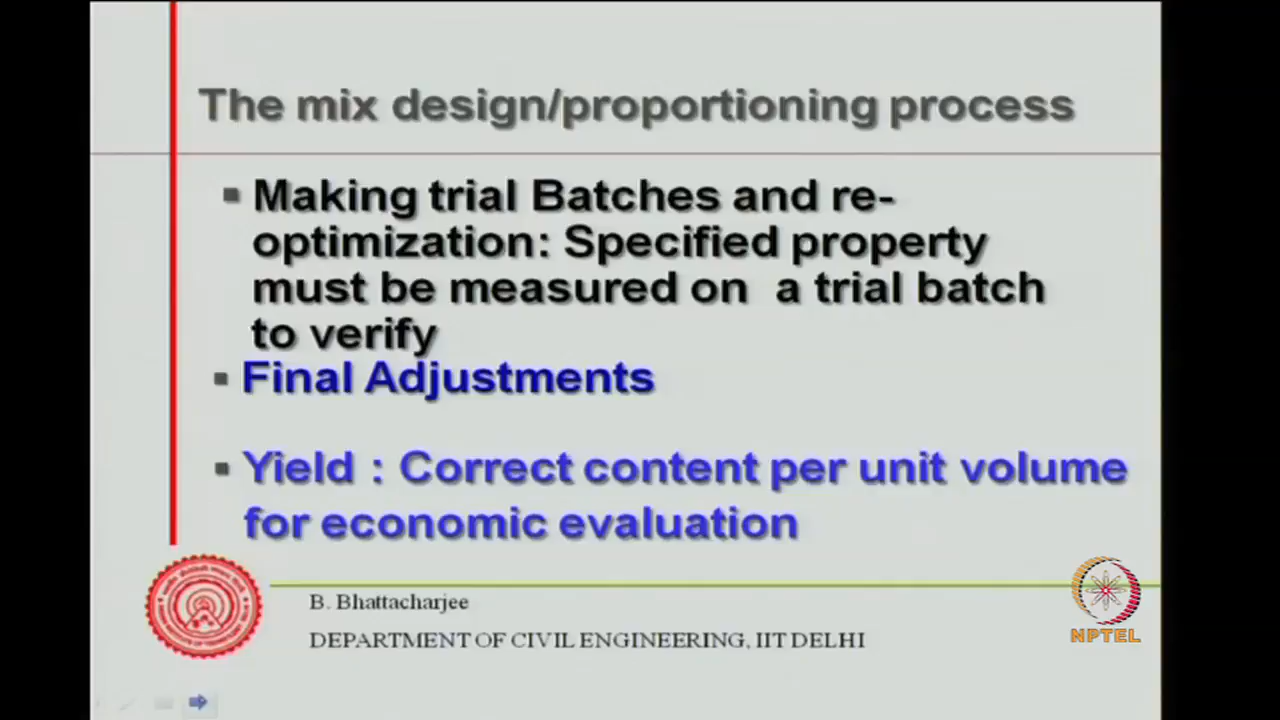 The mix design/proportioning process
▪ Making trial Batches and re-
optimization: Specified property
must be measured on a trial batch
to verify
▪ Final Adjustments
▪ Yield : Correct content per unit volume
for economic evaluation
B. Bhattacharjee
DEPARTMENT OF CIVIL ENGINEERING, IIT DELHI
NPTEL